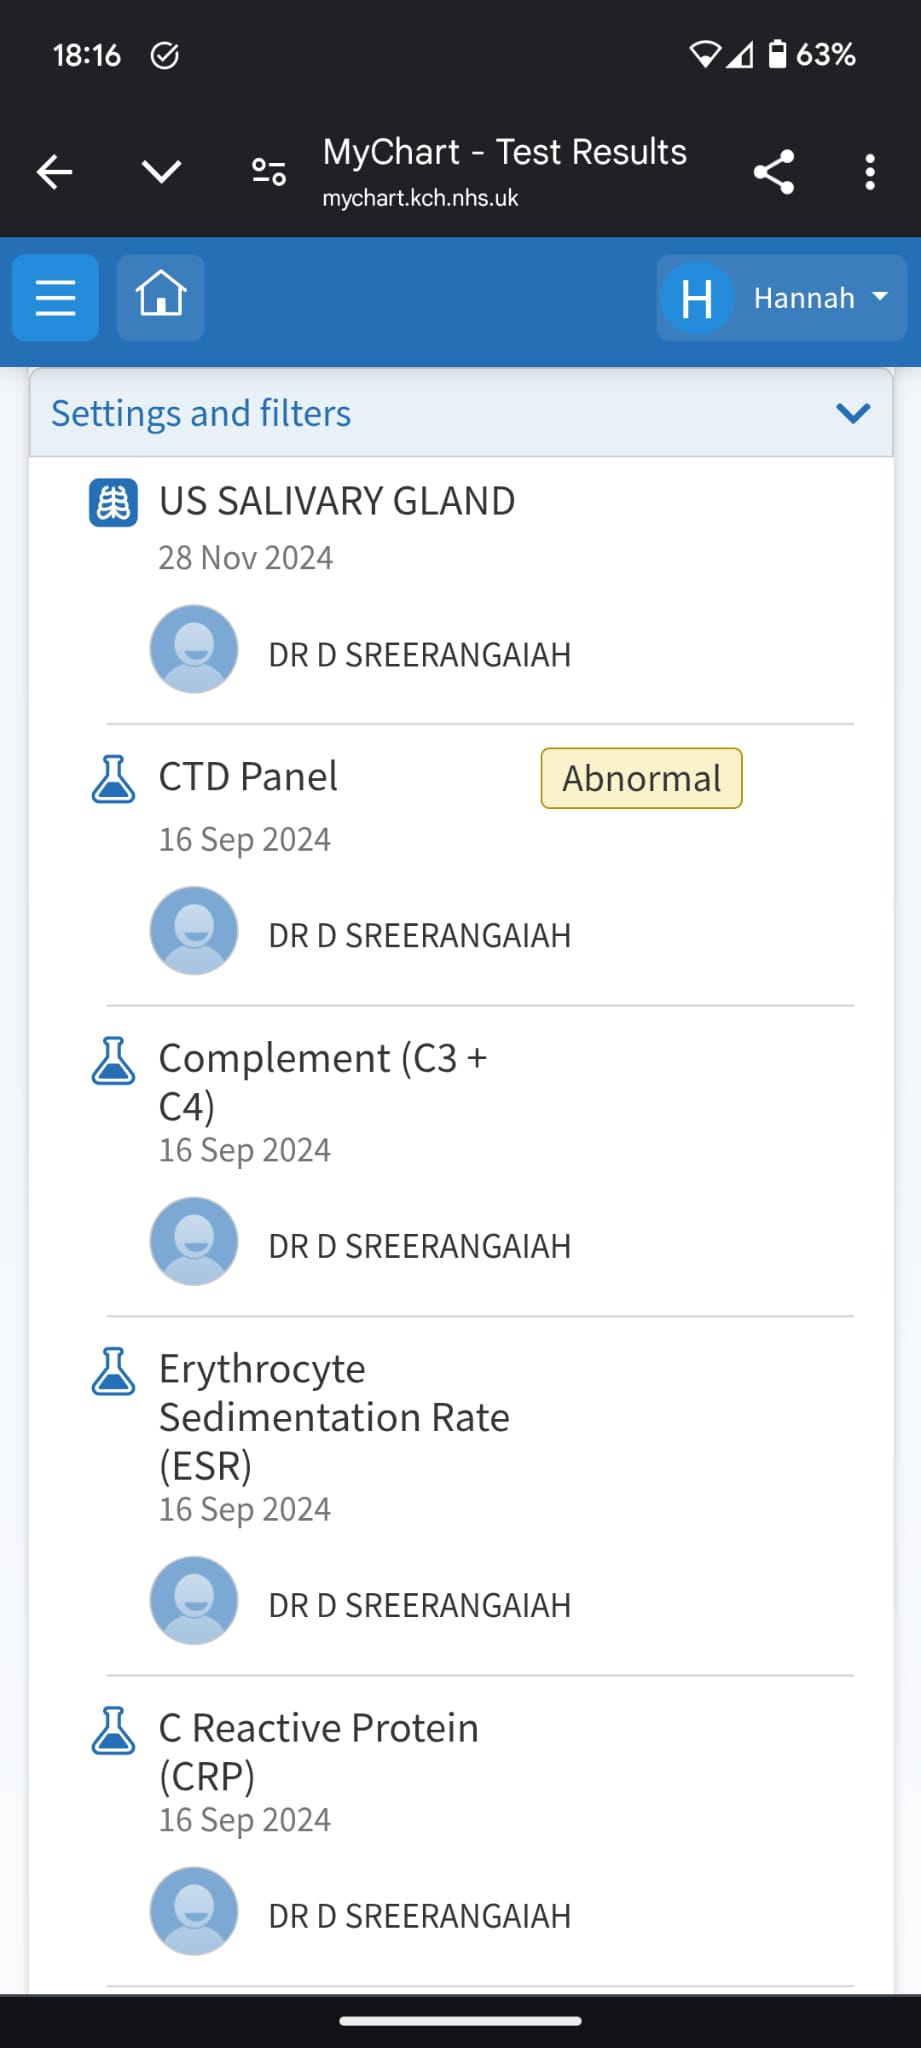 18:16
63%
MyChart - Test Results
mychart.kch.nhs.uk
H
Hannah
Settings and filters
US SALIVARY GLAND
28 Nov 2024
DR D SREERANGAIAH
CTD Panel
Abnormal
16 Sep 2024
DR D SREERANGAIAH
Complement (C3 +
C4)
16 Sep 2024
DR D SREERANGAIAH
Erythrocyte
Sedimentation Rate
(ESR)
16 Sep 2024
DR D SREERANGAIAH
C Reactive Protein
(CRP)
16 Sep 2024
DR D SREERANGAIAH